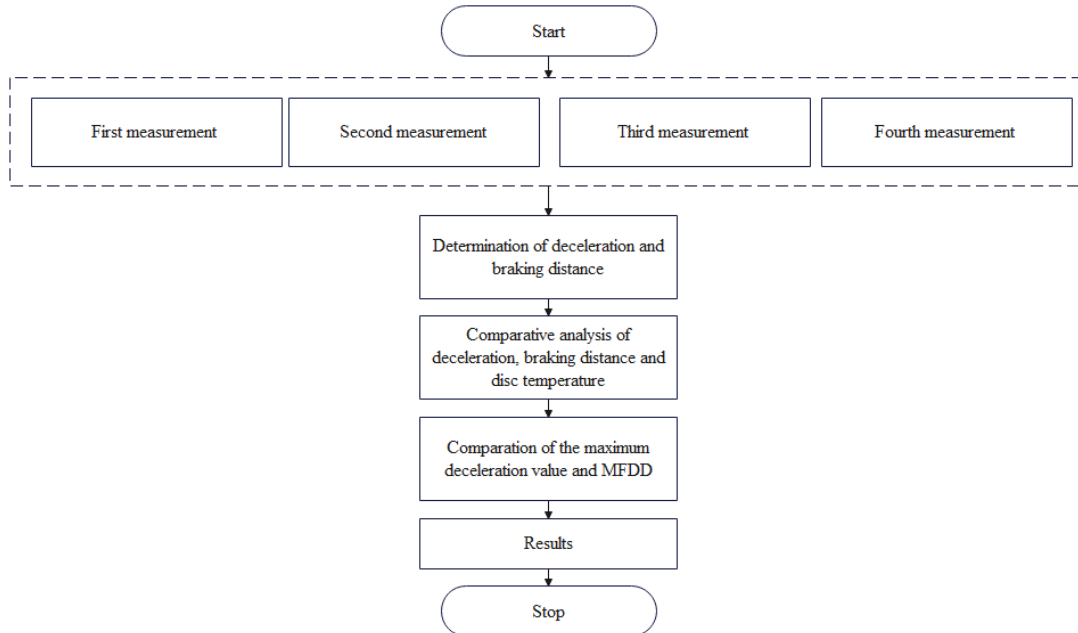 Start
First measurement
Second measurement
Third measurement
Fourth measurement
Determination of deceleration and
braking distance
Comparative analysis of
deceleration, braking distance and
disc temperature
Comparation of the maximum
deceleration value and MFDD
Results
Stop